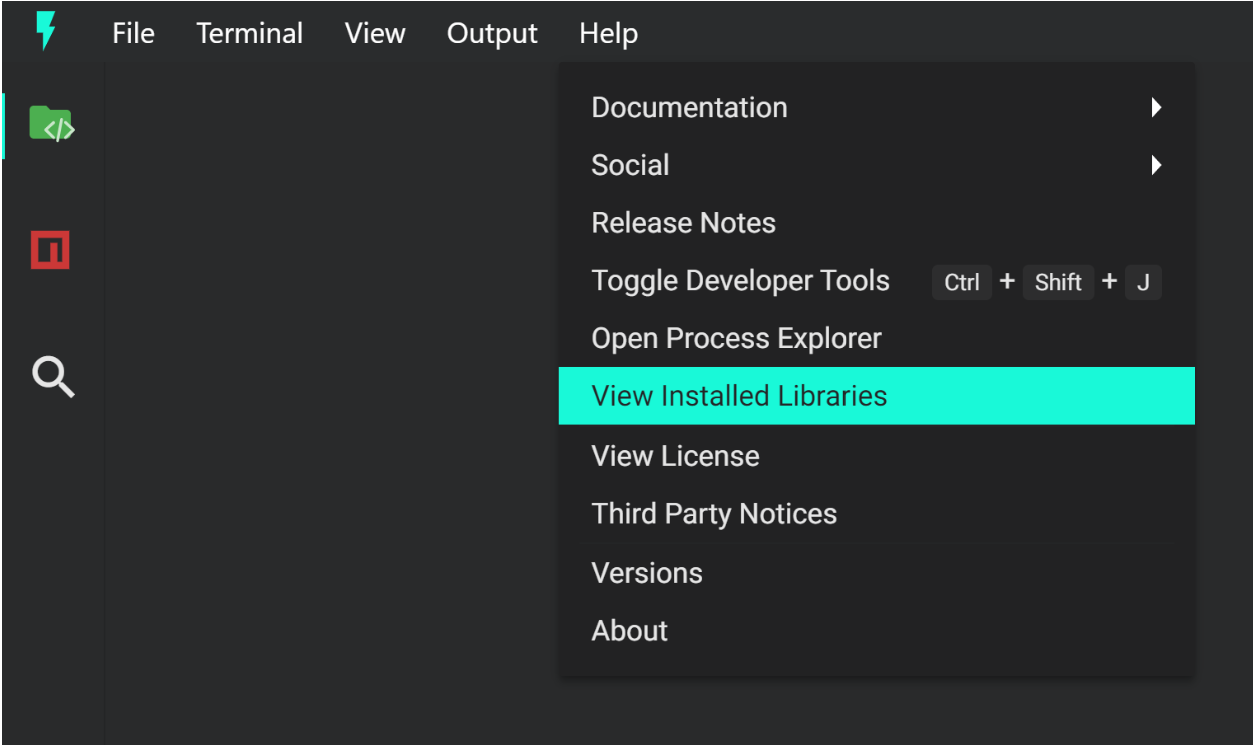 File Terminal View Output Help
Documentation
Social
Release Notes
Toggle Developer Tools Ctrl + Shift + J
Open Process Explorer
View Installed Libraries
View License
Third Party Notices
Versions
About